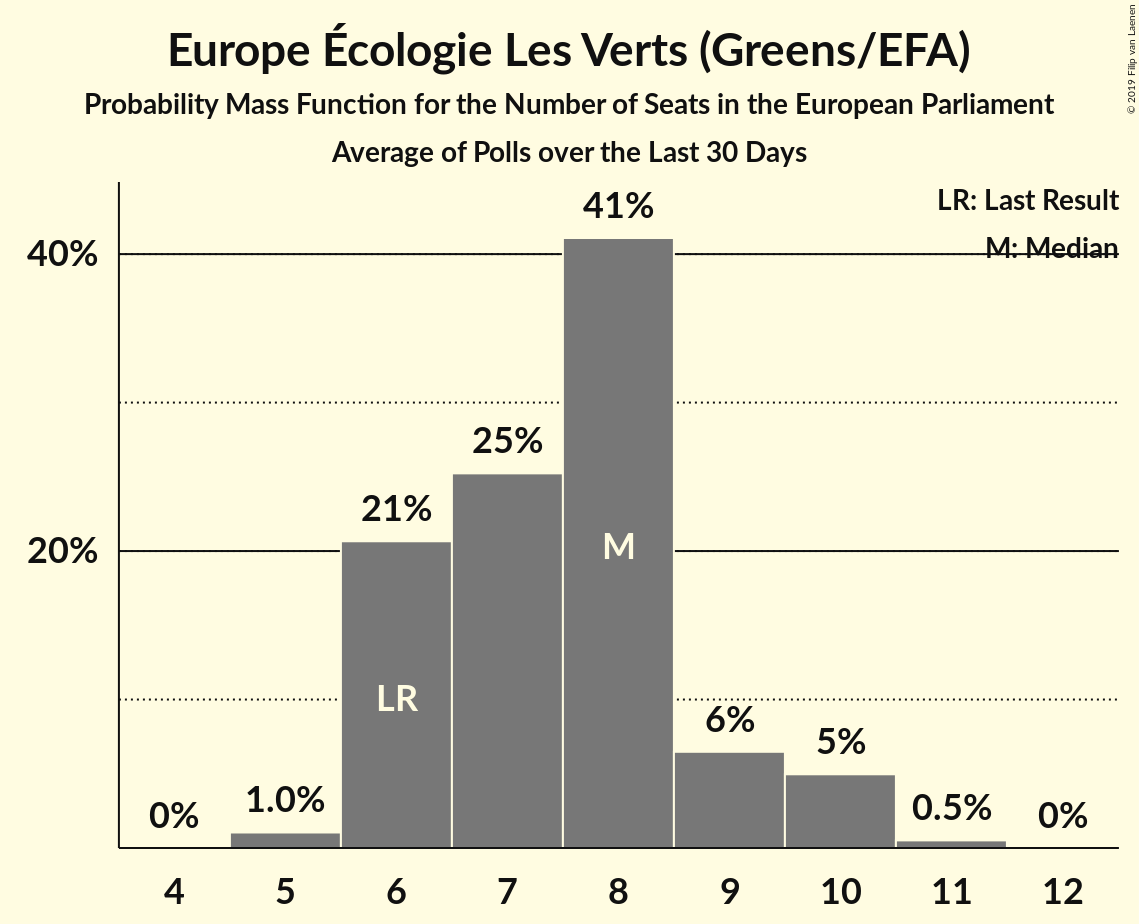 Europe Écologie Les Verts (Greens/EFA)
Probability Mass Function for the Number of Seats in the European Parliament
Average of Polls over the Last 30 Days
© 2019 Filip van Laenen
LR: Last Result
M: Median
41%
40%
25%
21%
M
20%
LR
6%
5%
1.0%
0.5%
0%
0%
4 5 6 7 8 9 10 11 12